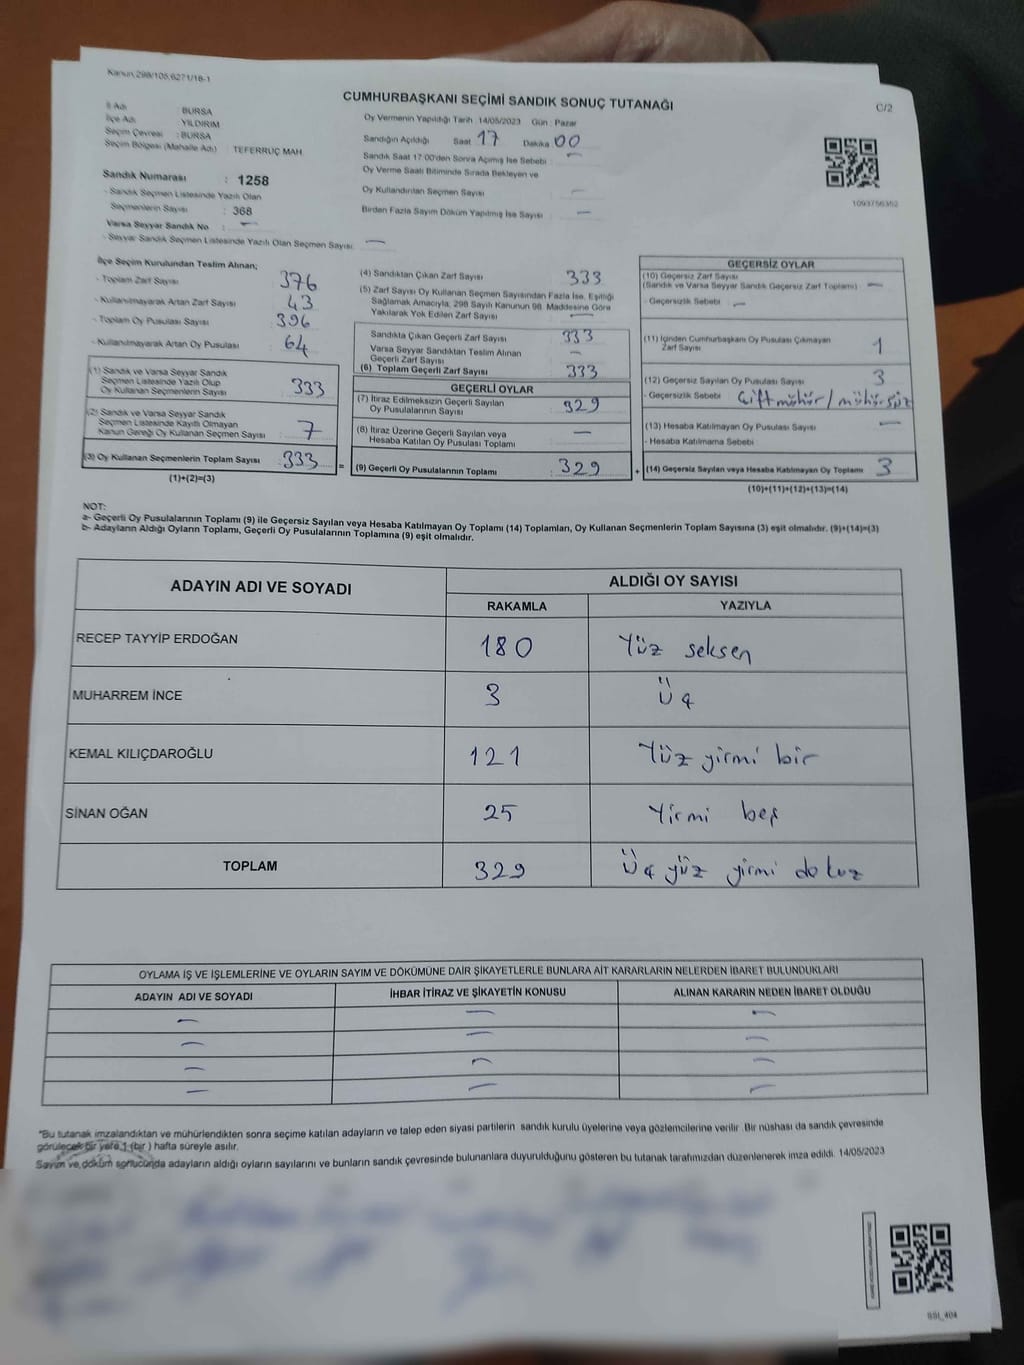 Kanun,298/105,6271/18-1
CUMHURBAŞKANI SEÇİMİ SANDIK SONUÇ TUTANAĞI
C/2
İl Adı : BURSA
İlçe Adı : YILDIRIM
Seçim Çevresi : BURSA
Seçim Bölgesi (Mahalle Adı) : TEFERRUÇ MAH.
Sandık Numarası : 1258
- Sandık Seçmen Listesinde Yazılı Olan
Seçmenlerin Sayısı : 368
Varsa Seyyar Sandık No : —
- Seyyar Sandık Seçmen Listesinde Yazılı Olan Seçmen Sayısı: —
Oy Vermenin Yapıldığı Tarih :14/05/2023 Gün : Pazar
Sandığın Açıldığı Saat 17 Dakika 00
Sandık Saat 17:00'den Sonra Açımış İse Sebebi : —
Oy Verme Saati Bitiminde Sırada Bekleyen ve
Oy Kullandırılan Seçmen Sayısı : —
Birden Fazla Sayım Döküm Yapılmış İse Sayısı : —
1093756352
İlçe Seçim Kurulundan Teslim Alınan;
- Toplam Zarf Sayısı : 376
- Kullanılmayarak Artan Zarf Sayısı : 43
- Toplam Oy Pusulası Sayısı : 396
- Kullanılmayarak Artan Oy Pusulası : 64
(1) Sandık ve Varsa Seyyar Sandık
Seçmen Listesinde Yazılı Olup
Oy Kullanan Seçmenlerin Sayısı : 333
(2) Sandık ve Varsa Seyyar Sandık
Seçmen Listesinde Kayıtlı Olmayan
Kanun Gereği Oy Kullanan Seçmen Sayısı : 7
(3) Oy Kullanan Seçmenlerin Toplam Sayısı : 333 =
(1)+(2)=(3)
(4) Sandıktan Çıkan Zarf Sayısı : 333
(5) Zarf Sayısı Oy Kullanan Seçmen Sayısından Fazla İse, Eşitliği
Sağlamak Amacıyla, 298 Sayılı Kanunun 98. Maddesine Göre
Yakılarak Yok Edilen Zarf Sayısı : —
Sandıkta Çıkan Geçerli Zarf Sayısı : 333
Varsa Seyyar Sandıktan Teslim Alınan
Geçerli Zarf Sayısı : —
(6) Toplam Geçerli Zarf Sayısı : 333
GEÇERLİ OYLAR
(7) İtiraz Edilmeksizin Geçerli Sayılan
Oy Pusulalarının Sayısı : 329
(8) İtiraz Üzerine Geçerli Sayılan veya
Hesaba Katılan Oy Pusulası Toplamı : —
(9) Geçerli Oy Pusulalarının Toplamı : 329 +
GEÇERSİZ OYLAR
(10) Geçersiz Zarf Sayısı
(Sandık ve Varsa Seyyar Sandık Geçersiz Zarf Toplamı) : —
- Geçersizlik Sebebi : —
(11) İçinden Cumhurbaşkanı Oy Pusulası Çıkmayan
Zarf Sayısı : 1
(12) Geçersiz Sayılan Oy Pusulası Sayısı : 3
- Geçersizlik Sebebi : Çift mühür / mühürsüz
(13) Hesaba Katılmayan Oy Pusulası Sayısı : —
- Hesaba Katılmama Sebebi
(14) Geçersiz Sayılan veya Hesaba Katılmayan Oy Toplamı : 3
(10)+(11)+(12)+(13)=(14)
NOT:
a- Geçerli Oy Pusulalarının Toplamı (9) ile Geçersiz Sayılan veya Hesaba Katılmayan Oy Toplamı (14) Toplamları, Oy Kullanan Seçmenlerin Toplam Sayısına (3) eşit olmalıdır. (9)+(14)=(3)
b- Adayların Aldığı Oyların Toplamı, Geçerli Oy Pusulalarının Toplamına (9) eşit olmalıdır.
ADAYIN ADI VE SOYADI ALDIĞI OY SAYISI
RAKAMLA YAZIYLA
RECEP TAYYİP ERDOĞAN 180 Yüz seksen
MUHARREM İNCE 3 Üç
KEMAL KILIÇDAROĞLU 121 Yüz yirmi bir
SİNAN OĞAN 25 Yirmi beş
TOPLAM 329 Üç yüz yirmi dokuz
OYLAMA İŞ VE İŞLEMLERİNE VE OYLARIN SAYIM VE DÖKÜMÜNE DAİR ŞİKAYETLERLE BUNLARA AİT KARARLARIN NELERDEN İBARET BULUNDUKLARI
ADAYIN ADI VE SOYADI İHBAR İTİRAZ VE ŞİKAYETİN KONUSU ALINAN KARARIN NEDEN İBARET OLDUĞU
— — —
— — —
— — —
— — —
"Bu tutanak imzalandıktan ve mühürlendikten sonra seçime katılan adayların ve talep eden siyasi partilerin sandık kurulu üyelerine veya gözlemcilerine verilir. Bir nüshası da sandık çevresinde
görülecek bir yere 1 (bir ) hafta süreyle asılır.
Sayım ve döküm sonucunda adayların aldığı oyların sayılarını ve bunların sandık çevresinde bulunanlara duyurulduğunu gösteren bu tutanak tarafımızdan düzenlenerek imza edildi. 14/05/2023
SSI_404